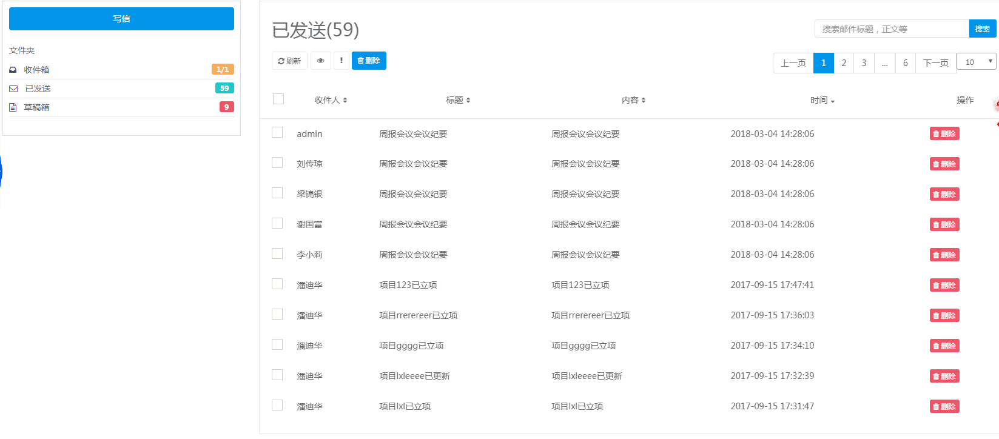 写信
文件夹
收件箱 1/1
已发送 59
草稿箱 9
已发送(59)
搜索邮件标题，正文等 搜索
刷新 ! 删除
上一页 1 2 3 ... 6 下一页 10
收件人 标题 内容 时间 操作
admin 周报会议会议纪要 周报会议会议纪要 2018-03-04 14:28:06 删除
刘传琼 周报会议会议纪要 周报会议会议纪要 2018-03-04 14:28:06 删除
梁锦银 周报会议会议纪要 周报会议会议纪要 2018-03-04 14:28:06 删除
谢国富 周报会议会议纪要 周报会议会议纪要 2018-03-04 14:28:06 删除
李小莉 周报会议会议纪要 周报会议会议纪要 2018-03-04 14:28:06 删除
潘迪华 项目123已立项 项目123已立项 2017-09-15 17:47:41 删除
潘迪华 项目rrerereer已立项 项目rrerereer已立项 2017-09-15 17:36:03 删除
潘迪华 项目gggg已立项 项目gggg已立项 2017-09-15 17:34:10 删除
潘迪华 项目lxleeee已更新 项目lxleeee已更新 2017-09-15 17:32:39 删除
潘迪华 项目lxl已立项 项目lxl已立项 2017-09-15 17:31:47 删除